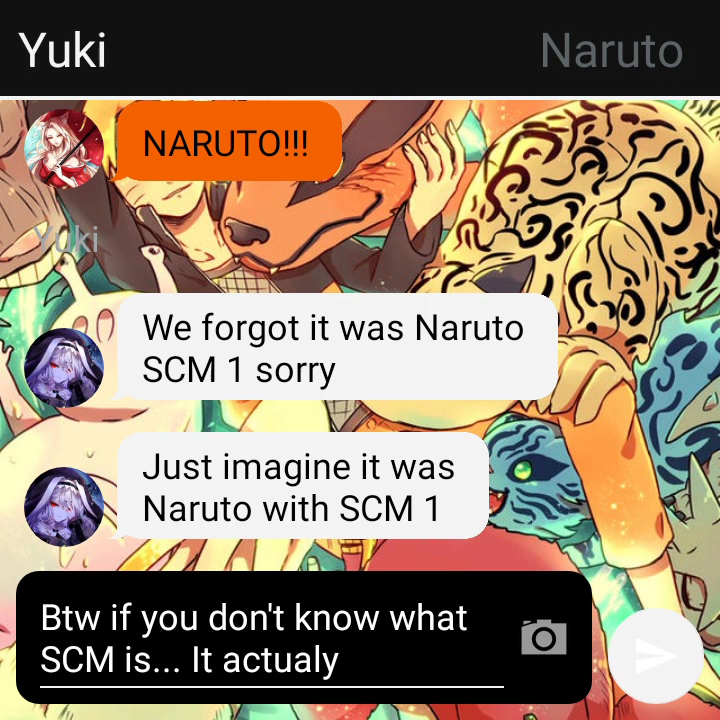 Yuki
Naruto
NARUTO!!!
Yuki
We forgot it was Naruto
SCM 1 sorry
Just imagine it was
Naruto with SCM 1
Btw if you don't know what
SCM is... It actualy